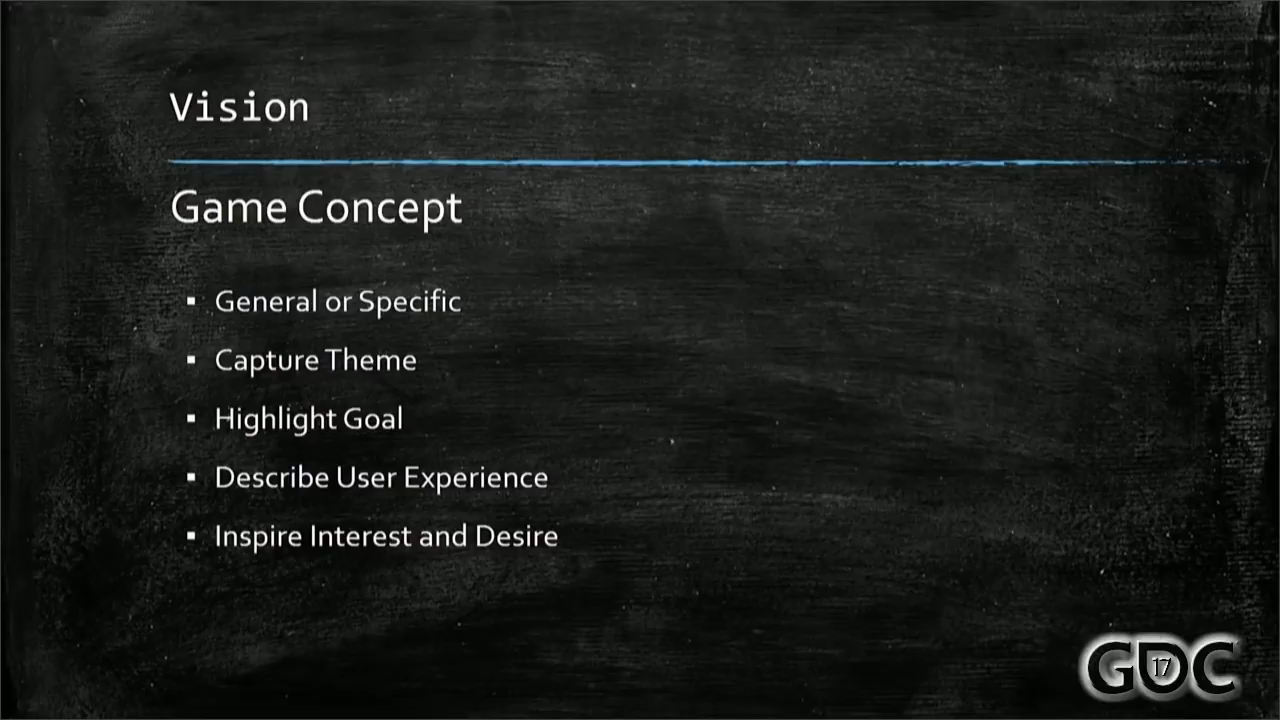 Vision
Game Concept
▪ General or Specific
▪ Capture Theme
▪ Highlight Goal
▪ Describe User Experience
▪ Inspire Interest and Desire
GDC
17